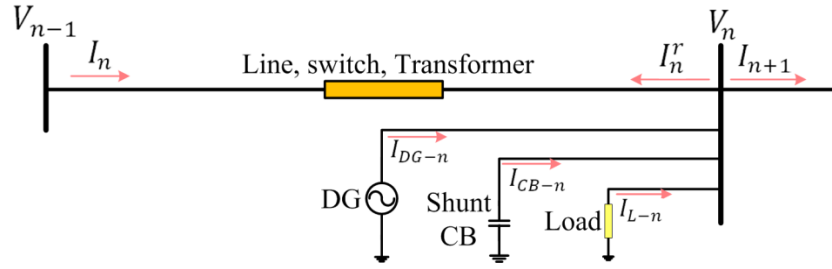 V_{n-1}
V_n
I_n
Line, switch, Transformer
I_n^r
I_{n+1}
I_{DG-n}
I_{CB-n}
DG
Shunt
CB
Load
I_{L-n}